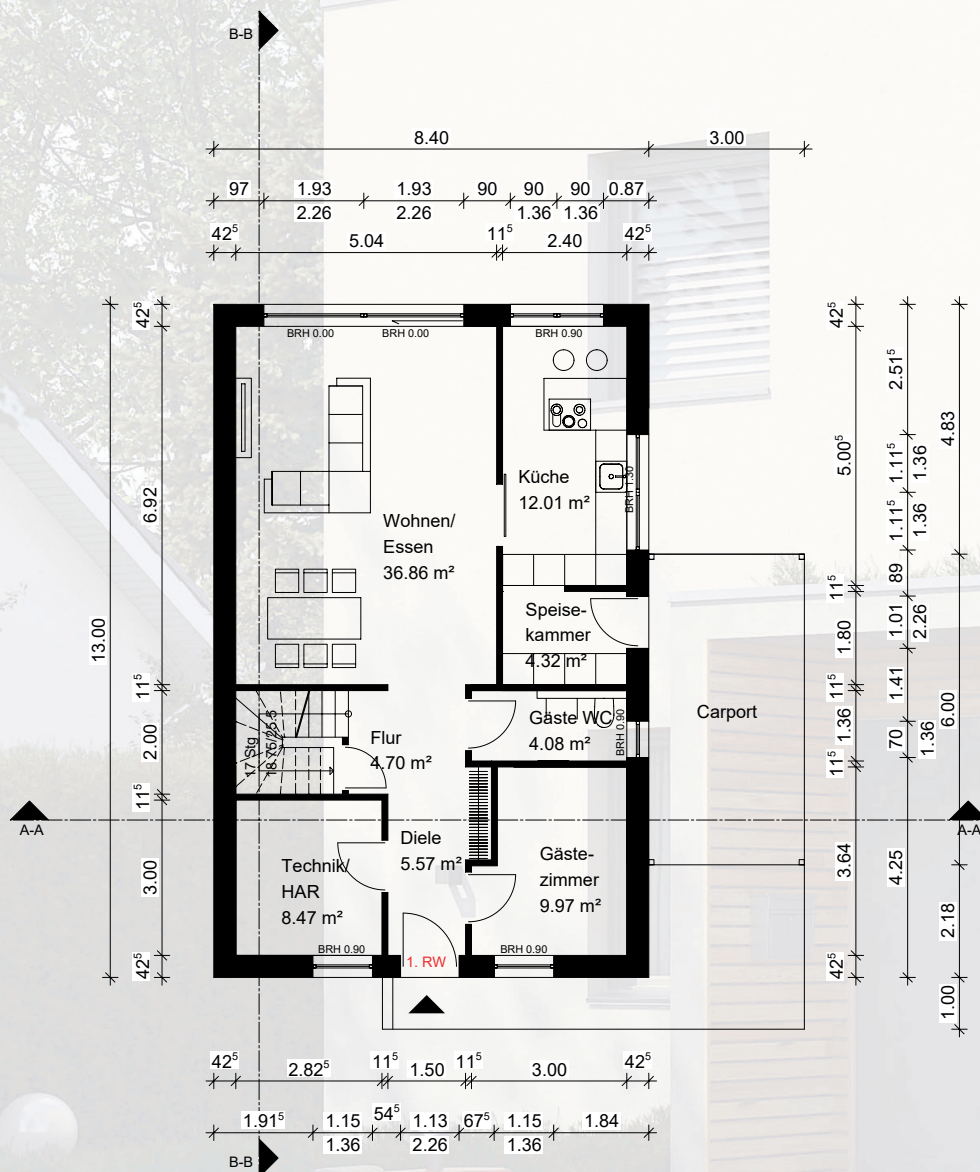 B-B
8.40
3.00
97 1.93 1.93 90 90 90 0.87
2.26 2.26 1.36 1.36
42⁵ 5.04 11⁵ 2.40 42⁵
BRH 0.00 BRH 0.00 BRH 0.90
13.00
42⁵
6.92
11⁵
2.00
11⁵
3.00
42⁵
Wohnen/
Essen
36.86 m²
Küche
12.01 m²
BRH 1.30
Speise-
kammer
4.32 m²
Gäste WC
4.08 m²
BRH 0.90
Flur
4.70 m²
17 Stg
18.75/25.5
Diele
5.57 m²
Technik/
HAR
8.47 m²
Gäste-
zimmer
9.97 m²
Carport
BRH 0.90
1. RW
BRH 0.90
A-A
A-A
42⁵
5.00⁵
11⁵
1.80
11⁵
1.36
11⁵
3.64
42⁵
2.51⁵
1.11⁵
1.36
1.11⁵
1.36
89
1.01
2.26
1.41
70
1.36
4.25
4.83
6.00
2.18
1.00
42⁵ 2.82⁵ 11⁵ 1.50 11⁵ 3.00 42⁵
1.91⁵ 1.15 54⁵ 1.13 67⁵ 1.15 1.84
1.36 2.26 1.36
B-B